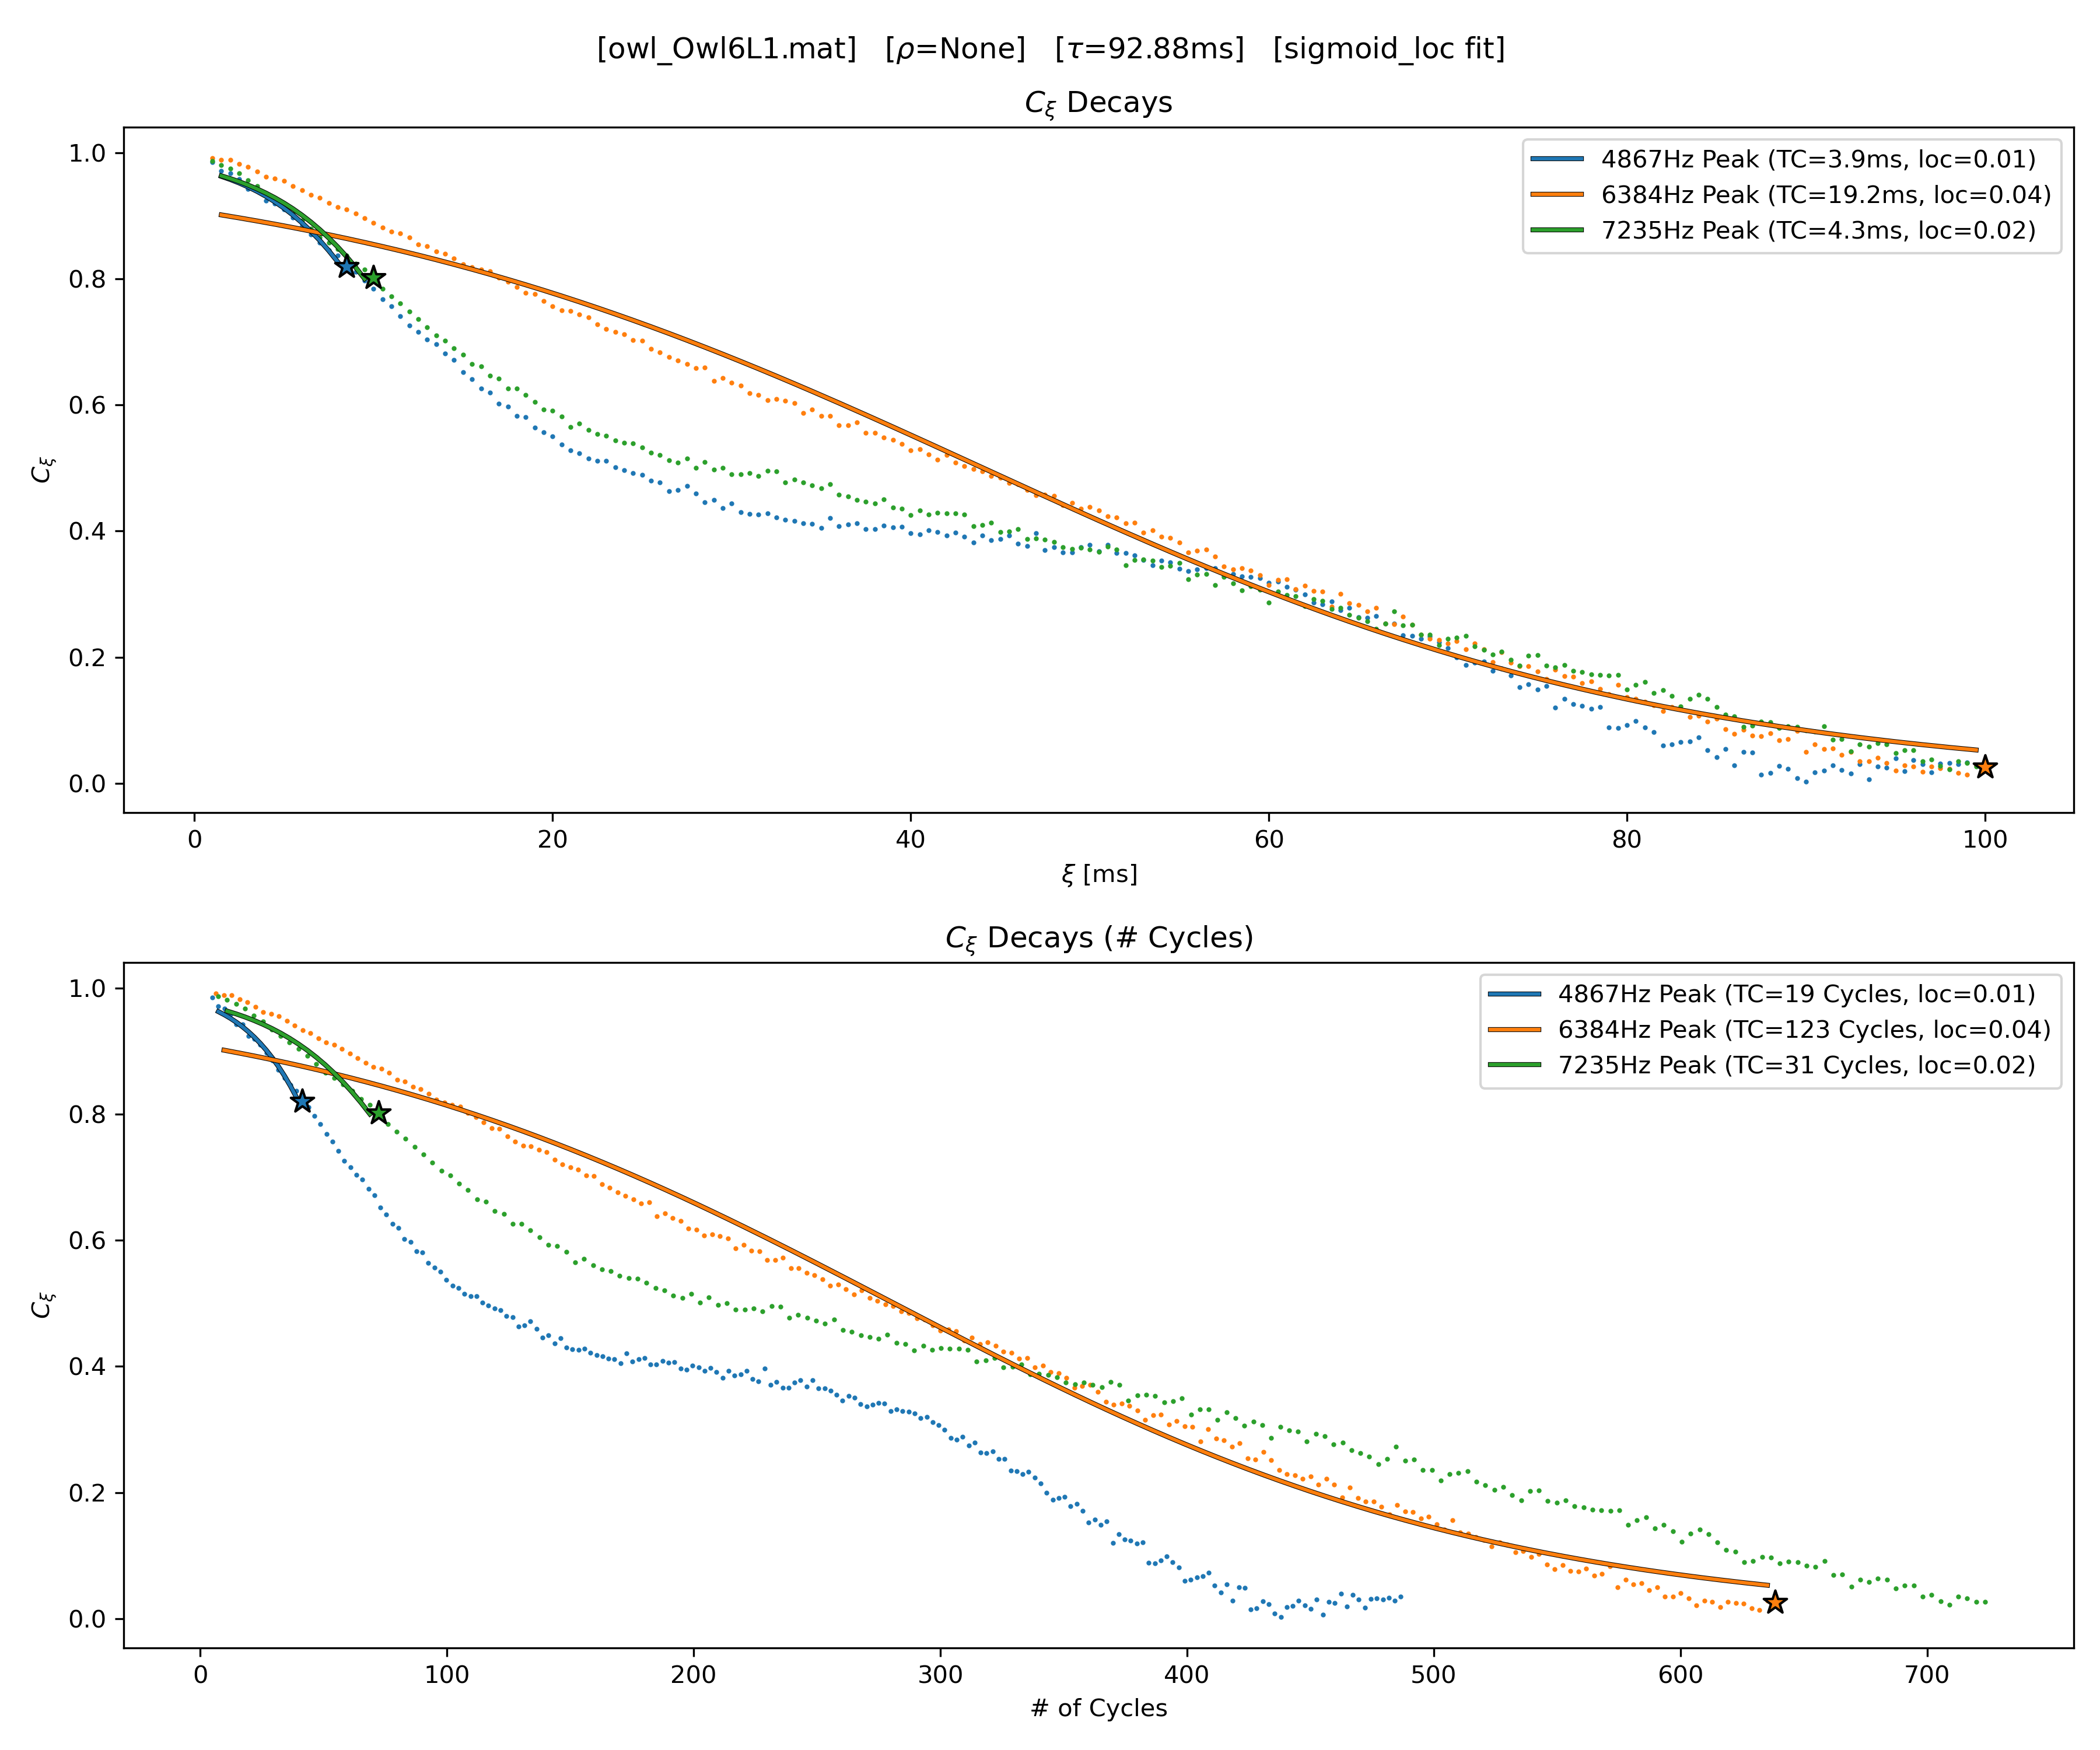 [owl_Owl6L1.mat]   [ρ=None]   [τ=92.88ms]   [sigmoid_loc fit]
Cξ Decays
1.0
0.8
0.6
0.4
0.2
0.0
Cξ
4867Hz Peak (TC=3.9ms, loc=0.01)
6384Hz Peak (TC=19.2ms, loc=0.04)
7235Hz Peak (TC=4.3ms, loc=0.02)
0 20 40 60 80 100
ξ [ms]
Cξ Decays (# Cycles)
1.0
0.8
0.6
0.4
0.2
0.0
Cξ
4867Hz Peak (TC=19 Cycles, loc=0.01)
6384Hz Peak (TC=123 Cycles, loc=0.04)
7235Hz Peak (TC=31 Cycles, loc=0.02)
0 100 200 300 400 500 600 700
# of Cycles